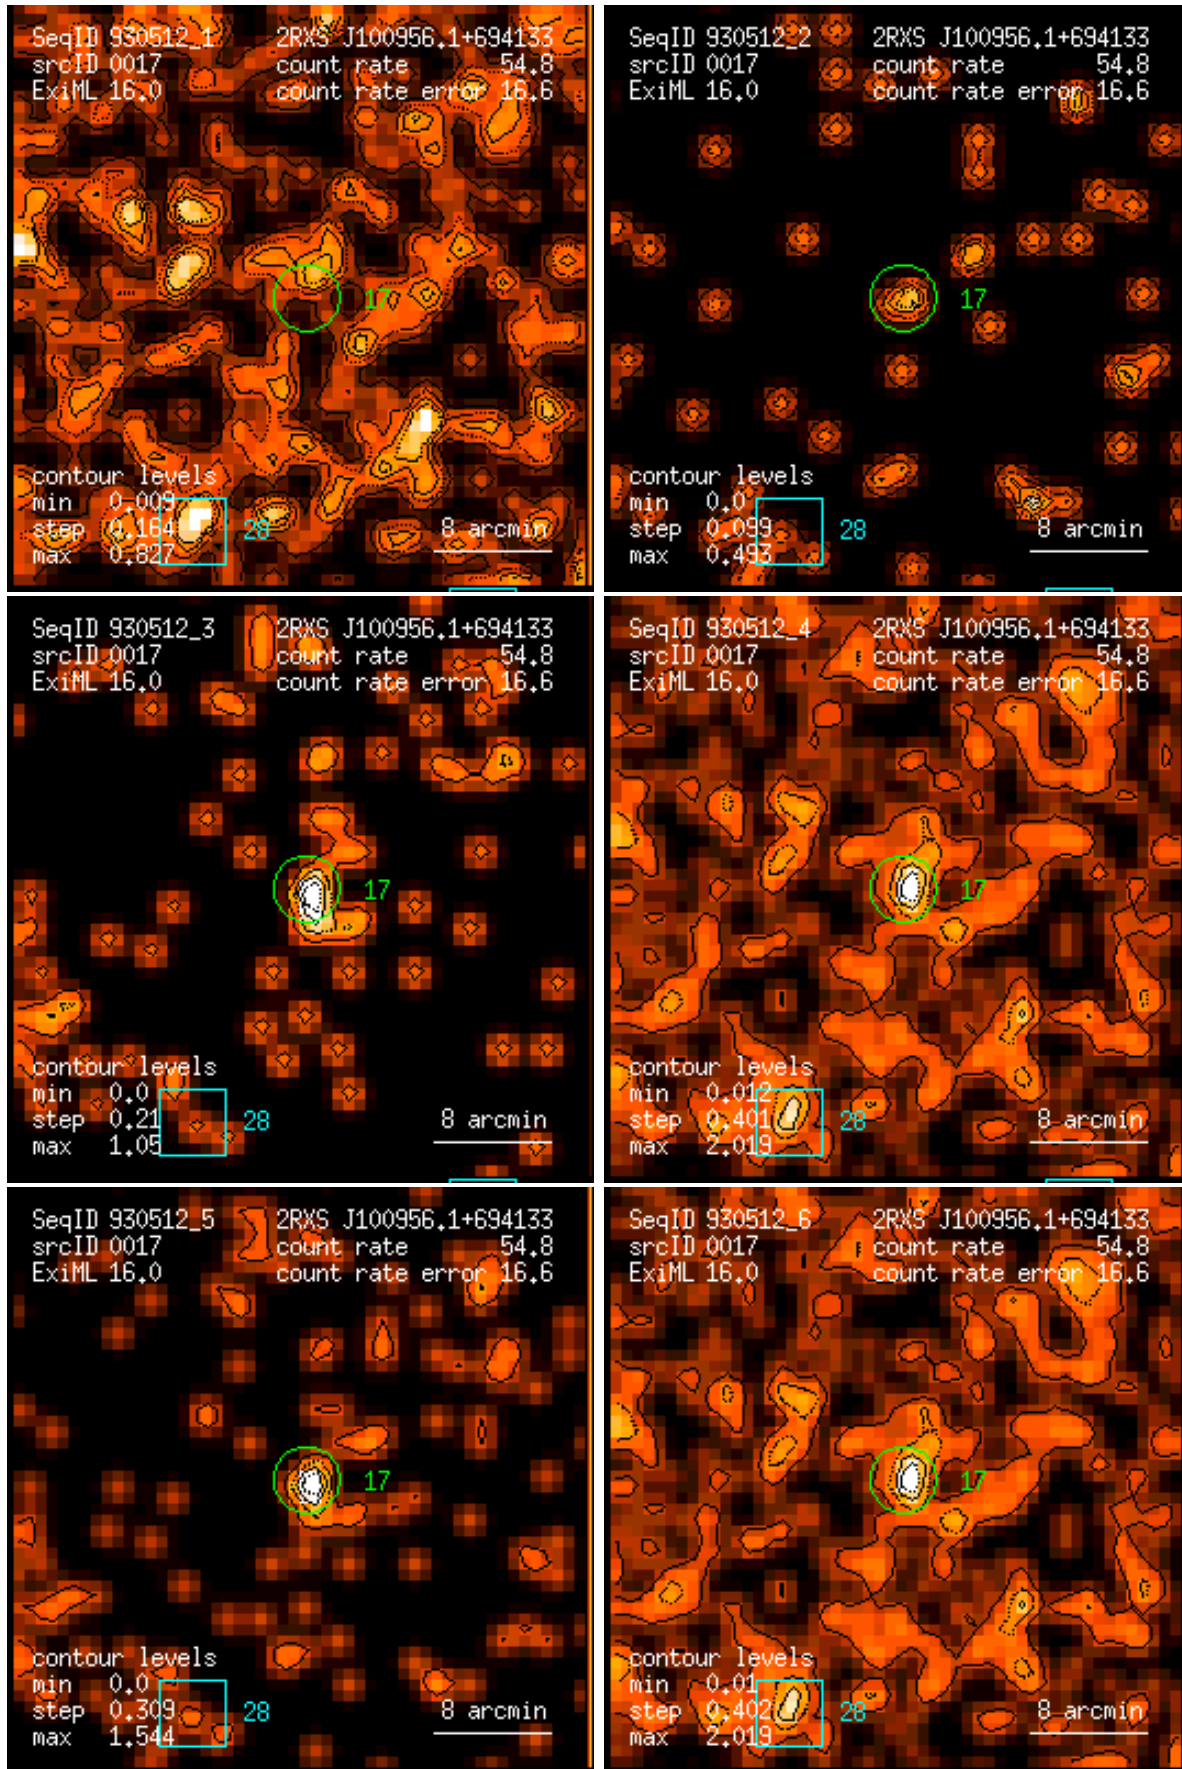 SeqID 930512_1 2RXS J100956.1+694133
srcID 0017 count rate 54.8
ExiML 16.0 count rate error 16.6
17
contour levels
min 0.009
step 0.164 28 8 arcmin
max 0.827
SeqID 930512_2 2RXS J100956.1+694133
srcID 0017 count rate 54.8
ExiML 16.0 count rate error 16.6
17
contour levels
min 0.0
step 0.099 28 8 arcmin
max 0.493
SeqID 930512_3 2RXS J100956.1+694133
srcID 0017 count rate 54.8
ExiML 16.0 count rate error 16.6
17
contour levels
min 0.0
step 0.21 28 8 arcmin
max 1.05
SeqID 930512_4 2RXS J100956.1+694133
srcID 0017 count rate 54.8
ExiML 16.0 count rate error 16.6
17
contour levels
min 0.012
step 0.401 28 8 arcmin
max 2.019
SeqID 930512_5 2RXS J100956.1+694133
srcID 0017 count rate 54.8
ExiML 16.0 count rate error 16.6
17
contour levels
min 0.0
step 0.309 28 8 arcmin
max 1.544
SeqID 930512_6 2RXS J100956.1+694133
srcID 0017 count rate 54.8
ExiML 16.0 count rate error 16.6
17
contour levels
min 0.01
step 0.402 28 8 arcmin
max 2.019